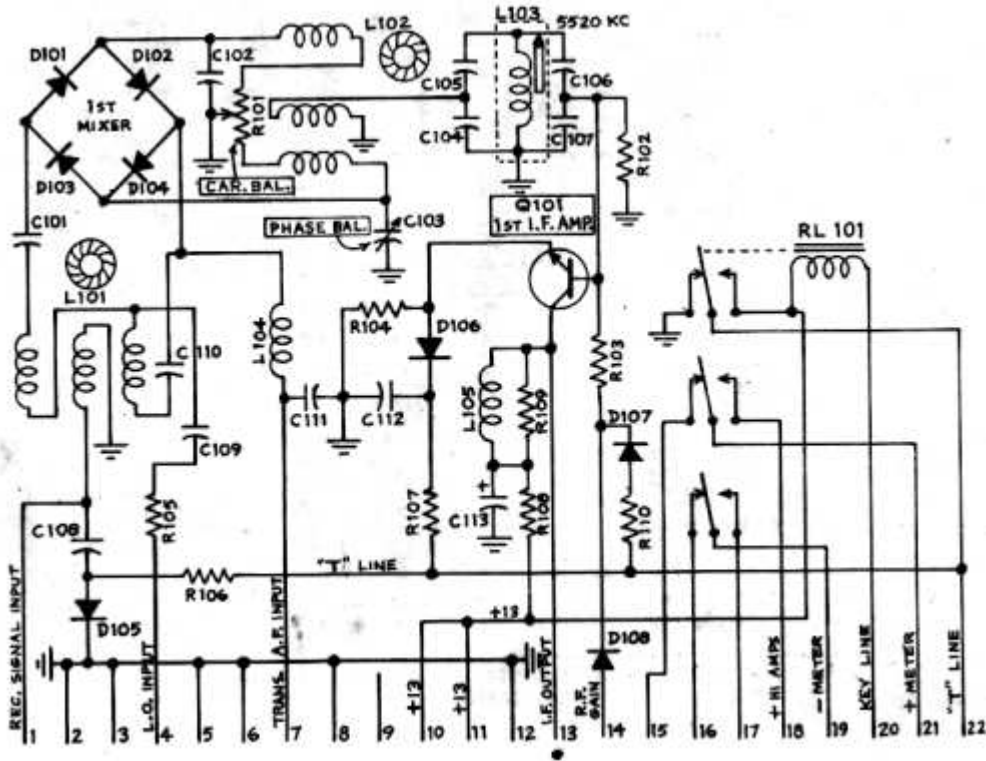 L102
L103
5520 KC
D101
D102
C102
1ST MIXER
R101
C105
C106
C104
C107
R102
D103
D104
CAR. BAL.
C101
PHASE BAL.
C103
Q101
1ST I.F. AMP.
RL 101
L101
R104
D106
L104
C110
R103
C111
C112
L105
R109
D107
C109
C108
R105
R107
+
C113
R108
R110
"T" LINE
R106
D105
+13
D108
REC. SIGNAL INPUT
L.O. INPUT
TRANS. A.F. INPUT
+13
+13
I.F. OUTPUT
R.F. GAIN
+ HI AMPS
- METER
KEY LINE
+ METER
"T" LINE
1 2 3 4 5 6 7 8 9 10 11 12 13 14 15 16 17 18 19 20 21 22